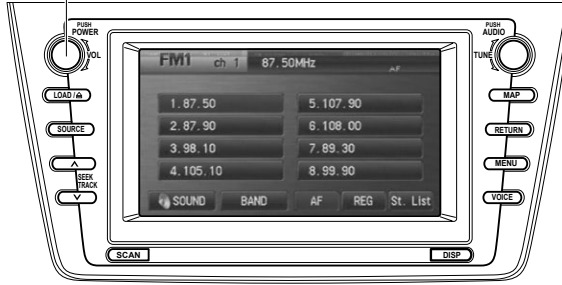 PUSH
POWER
VOL
LOAD /
SOURCE
SEEK
TRACK
SCAN
FM1 ch 1 87.50MHz
AF
1.87.50
2.87.90
3.98.10
4.105.10
5.107.90
6.108.00
7.89.30
8.99.90
SOUND BAND AF REG St. List
PUSH
AUDIO
TUNE
MAP
RETURN
MENU
VOICE
DISP